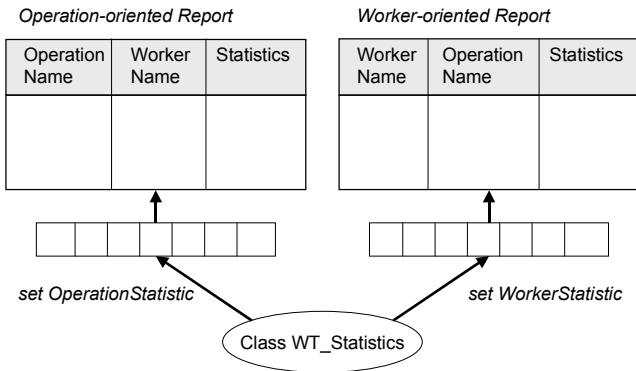 Operation-oriented Report
Worker-oriented Report
Operation Name
Worker Name
Statistics
Worker Name
Operation Name
Statistics
set OperationStatistic
set WorkerStatistic
Class WT_Statistics